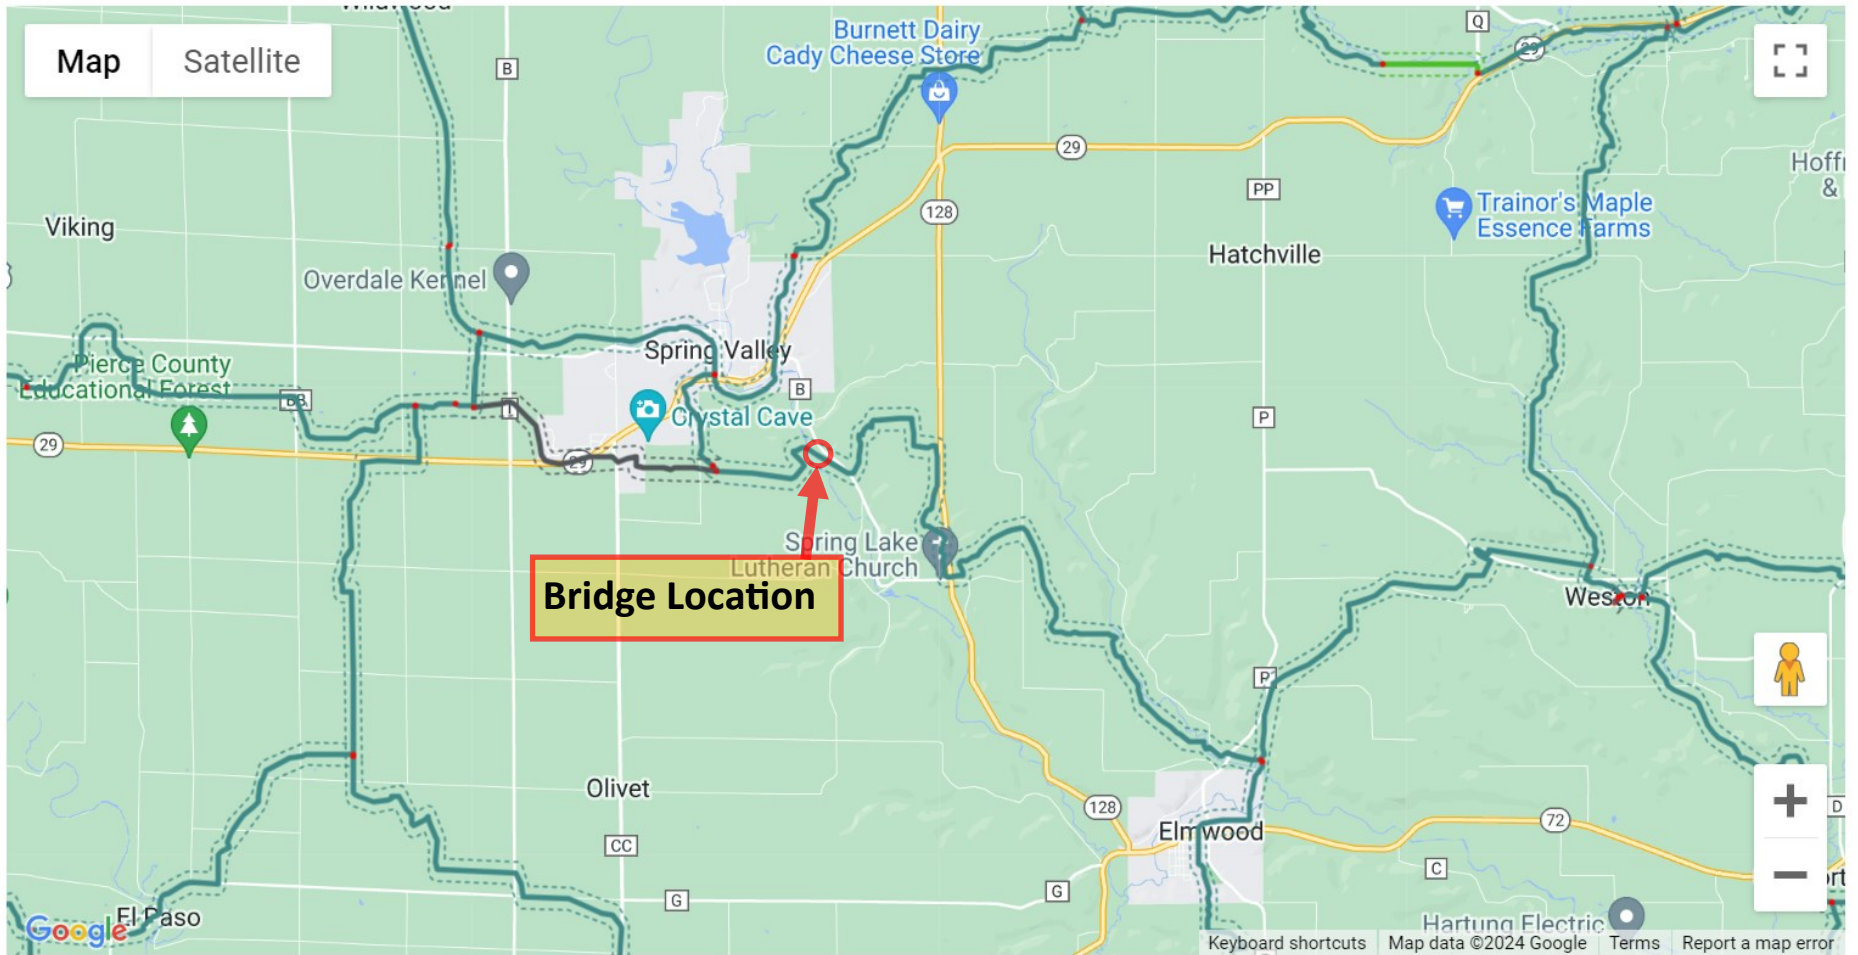 Wildwood
Map
Satellite
Burnett Dairy
Cady Cheese Store
Q
29
B
29
Hoff
&
PP
128
Trainor's Maple
Essence Farms
Viking
Hatchville
Overdale Kennel
Spring Valley
Pierce County
Educational Forest
BB
B
Crystal Cave
P
29
29
Spring Lake
Lutheran Church
Bridge Location
Weston
P
Olivet
128
72
D
Elmwood
CC
C
G
G
El Paso
Google
Hartung Electric
Keyboard shortcuts
Map data ©2024 Google
Terms
Report a map error